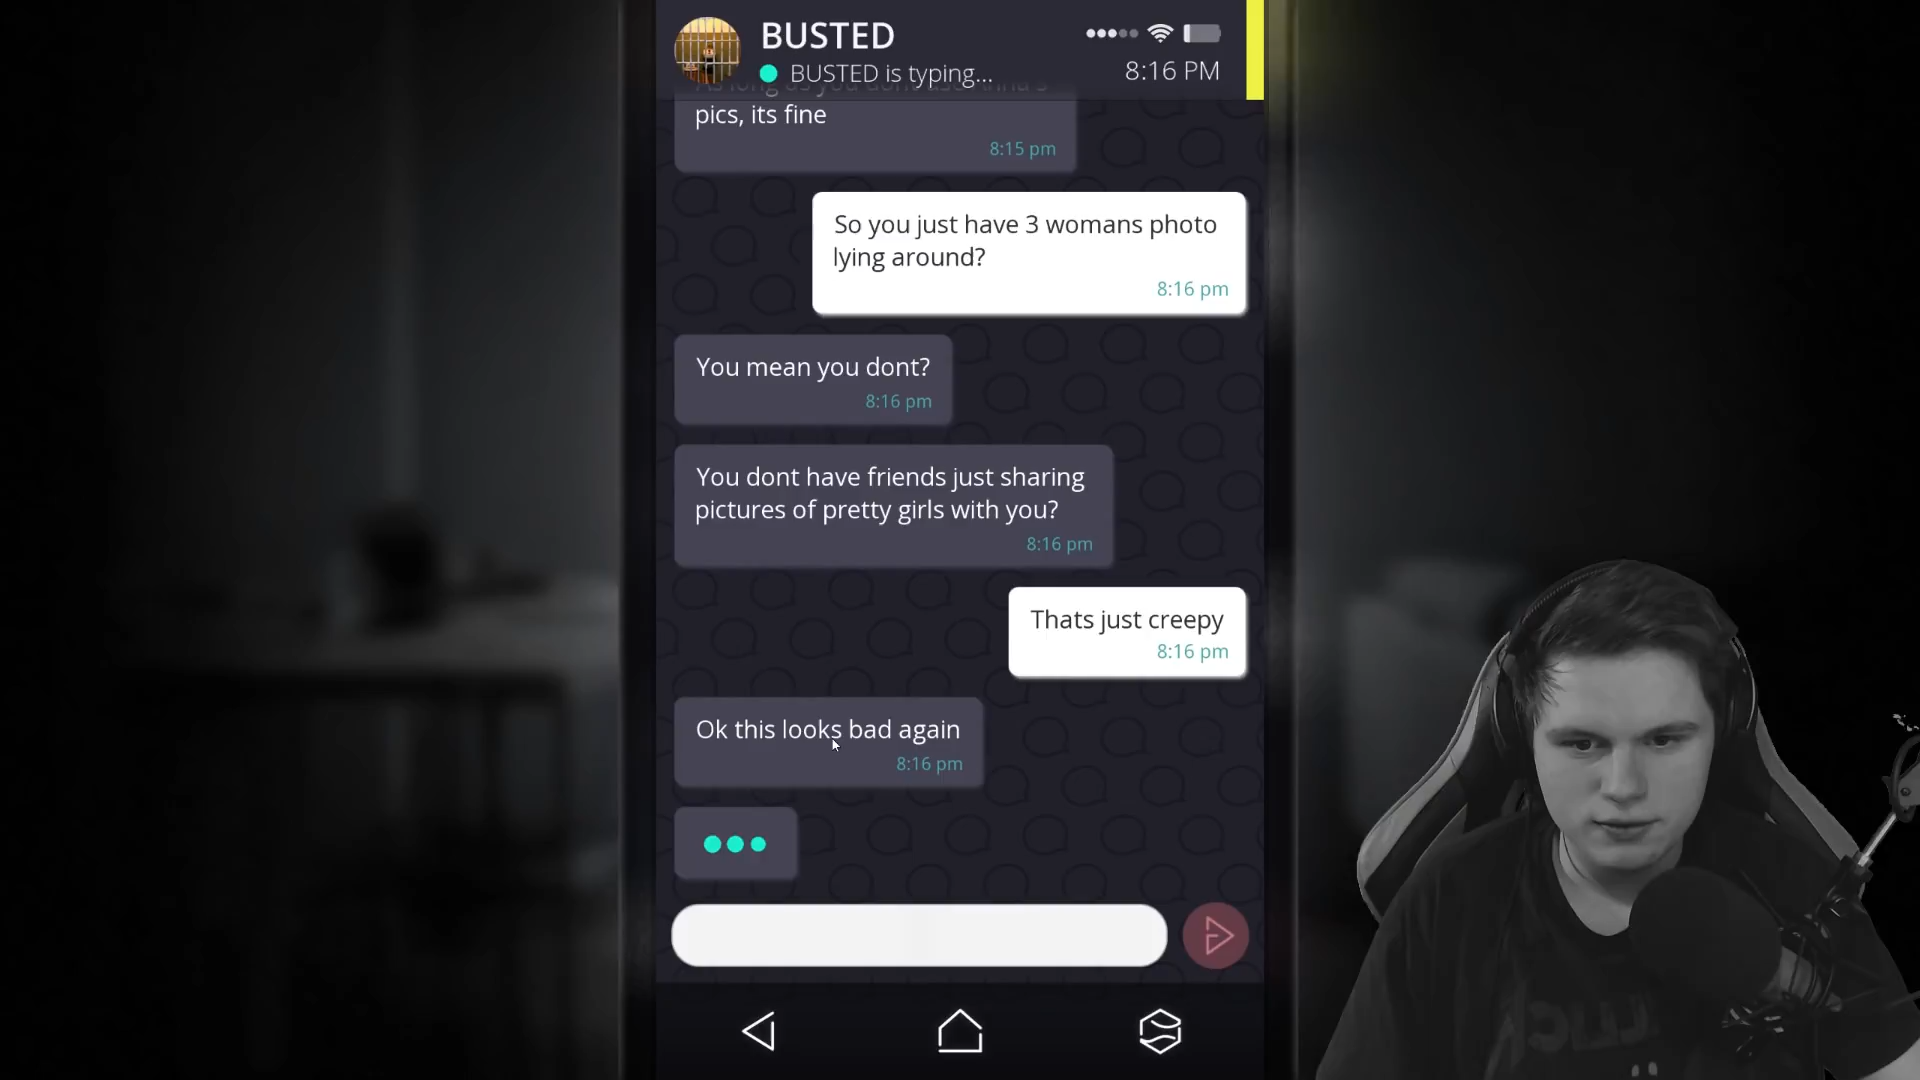 BUSTED
BUSTED is typing...
8:16 PM
pics, its fine
8:15 pm
So you just have 3 womans photo
lying around?
8:16 pm
You mean you dont?
8:16 pm
You dont have friends just sharing
pictures of pretty girls with you?
8:16 pm
Thats just creepy
8:16 pm
Ok this looks bad again
8:16 pm